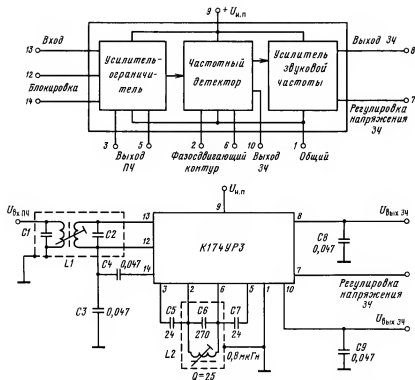 9 + Uи.п
13 Вход
12
Блокировка
14
Усилитель-
ограничи-
тель
Частотный
детектор
Усилитель
звуковой
частоты
Выход ЗЧ 8
7
Регулировка
напряжения
ЗЧ
3 Выход ПЧ 5
2 Фазосдвигающий контур 6
10 Выход ЗЧ
1 Общий
Uи.п
9
Uвх ПЧ
C1
C2
L1
13
12
C4 0,047 14
C3 0,047
К174УР3
8 Uвых ЗЧ
C8
0,047
7
Регулировка
напряжения
ЗЧ
3 2 6 5 1 10
C5 C6 C7
24 270 24
L2
0,8мкГн
Q=25
Uвых ЗЧ
C9
0,047